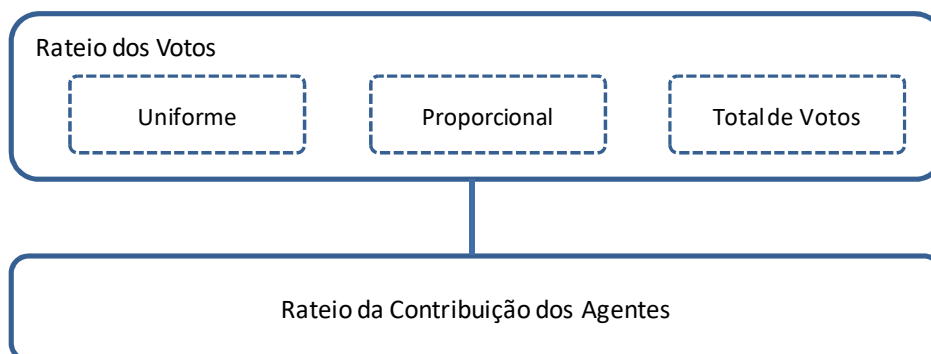 Rateio dos Votos
Uniforme
Proporcional
Total de Votos
Rateio da Contribuição dos Agentes